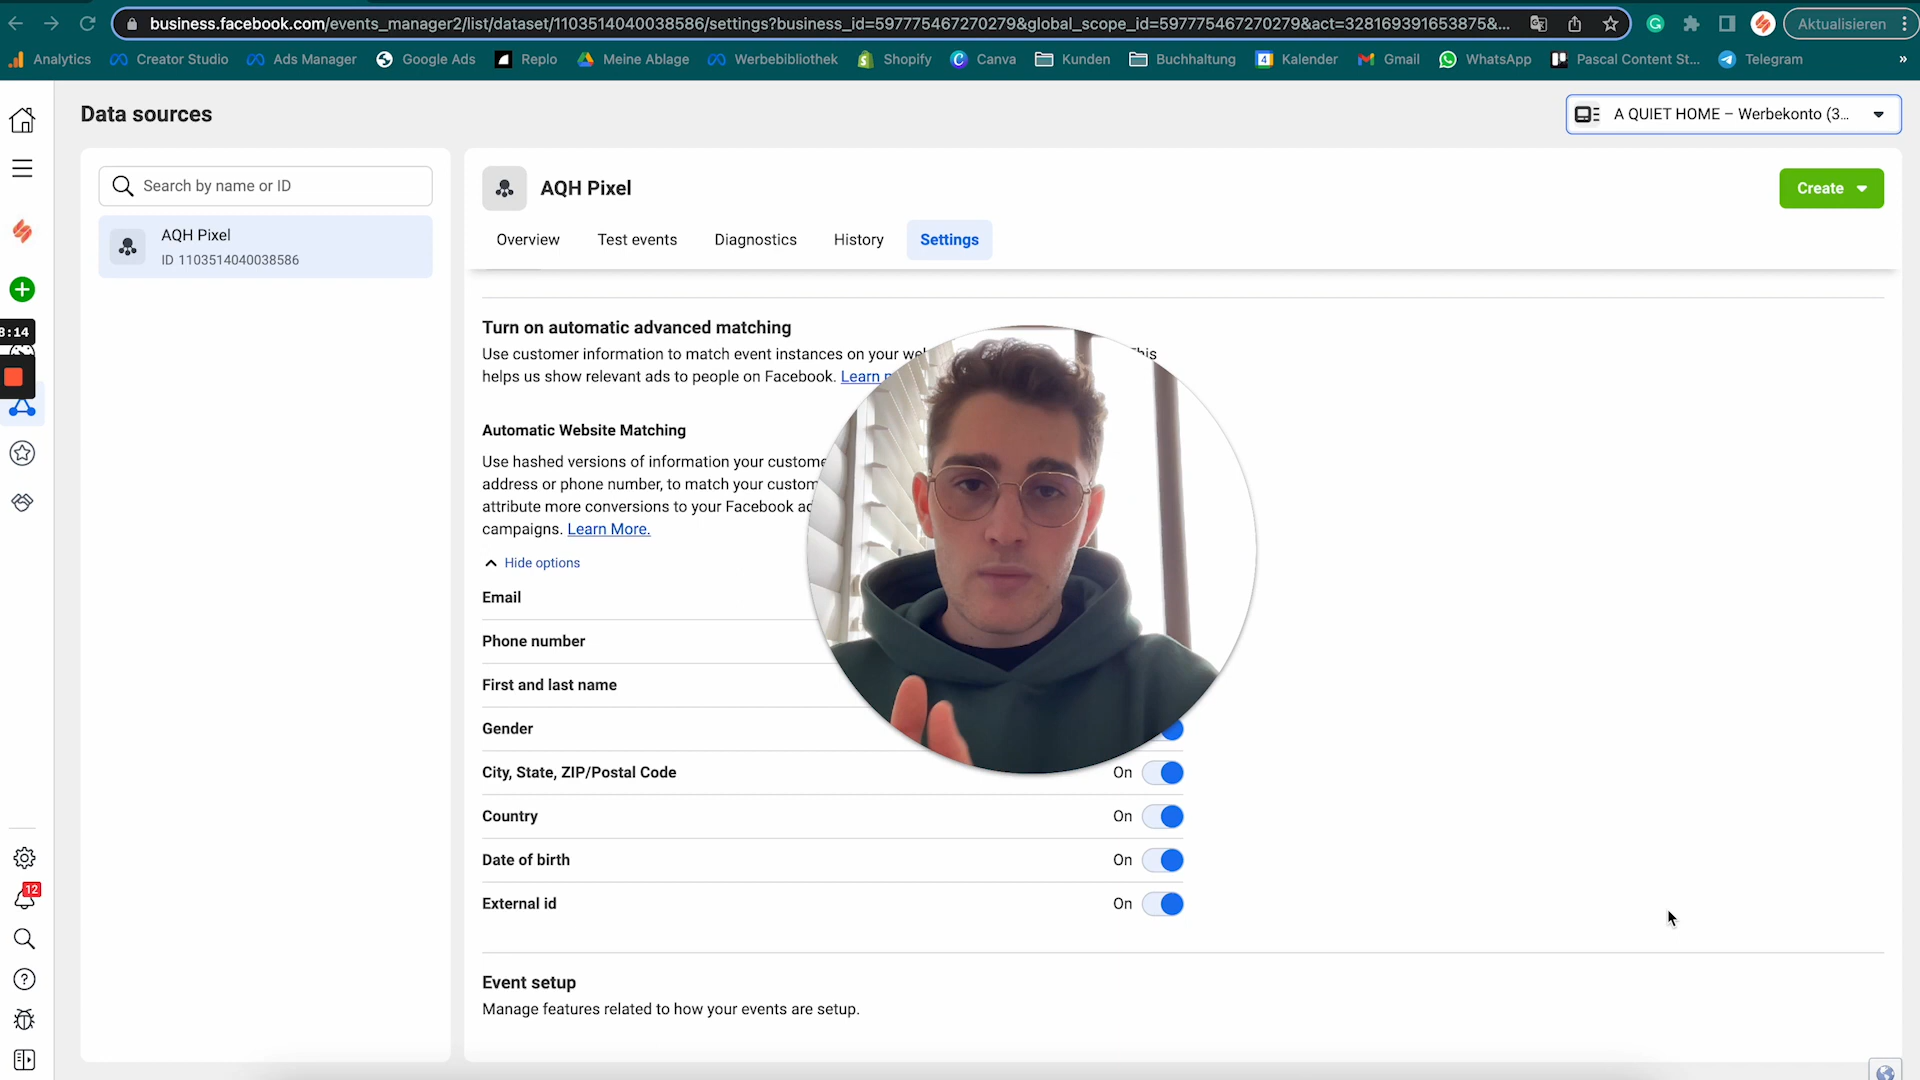 business.facebook.com/events_manager2/list/dataset/1103514040038586/settings?business_id=597775467270279&global_scope_id=597775467270279&act=328169391653875&...
Aktualisieren
Analytics
Creator Studio
Ads Manager
Google Ads
Replo
Meine Ablage
Werbebibliothek
Shopify
Canva
Kunden
Buchhaltung
Kalender
Gmail
WhatsApp
Pascal Content St...
Telegram
»
Data sources
A QUIET HOME – Werbekonto (3...
Search by name or ID
AQH Pixel
ID 1103514040038586
AQH Pixel
Create
Overview
Test events
Diagnostics
History
Settings
8:14
12
Turn on automatic advanced matching
Use customer information to match event instances on your
helps us show relevant ads to people on Facebook. Learn
Automatic Website Matching
Use hashed versions of information your
address or phone number, to match your
attribute more conversions to your Facebook
campaigns. Learn More.
Hide options
Email
Phone number
First and last name
Gender
City, State, ZIP/Postal Code On
Country On
Date of birth On
External id On
Event setup
Manage features related to how your events are setup.